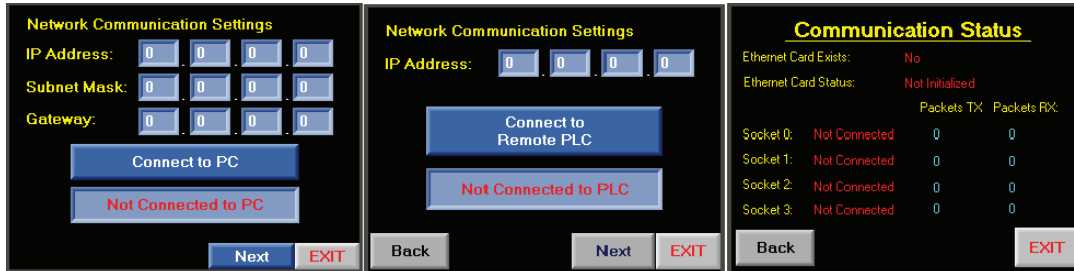 Network Communication Settings
IP Address: 0 . 0 . 0 . 0
Subnet Mask: 0 . 0 . 0 . 0
Gateway: 0 . 0 . 0 . 0
Connect to PC
Not Connected to PC
Next EXIT
Network Communication Settings
IP Address: 0 . 0 . 0 . 0
Connect to
Remote PLC
Not Connected to PLC
Back Next EXIT
Communication Status
Ethernet Card Exists: No
Ethernet Card Status: Not Initialized
Packets TX Packets RX:
Socket 0: Not Connected 0 0
Socket 1: Not Connected 0 0
Socket 2: Not Connected 0 0
Socket 3: Not Connected 0 0
Back EXIT